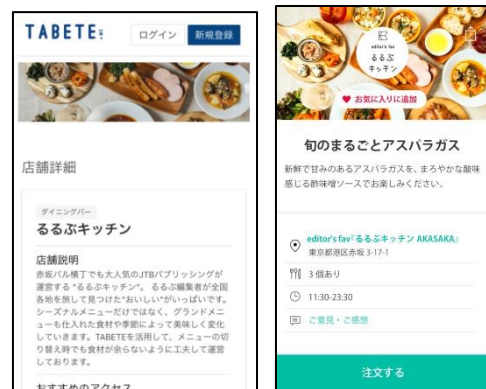 TABETE
ログイン
新規登録
店舗詳細
ダイニングバー
るるぶキッチン
店舗説明
赤坂バル横丁でも大人気のJTBパブリッシングが
運営する "るるぶキッチン"。 るるぶ編集者が全国
各地を旅して見つけた"おいしい"がいっぱいです。
シーズナルメニューだけではなく、グランドメニ
ューも仕入れた食材や季節によって美味しく変化
していきます。TABETEを活用して、メニューの切
り替え時でも食材が余らないように工夫して運営
しております。
おすすめのアクセス
editor's fav
るるぶ
キッチン
お気に入りに追加
旬のまるごとアスパラガス
新鮮で甘みのあるアスパラガスを、まろやかな酸味
感じる酢味噌ソースでお楽しみください。
editor's fav『るるぶキッチン AKASAKA』
東京都港区赤坂 3-17-1
3 個あり
11:30-23:30
ご意見・ご感想
注文する